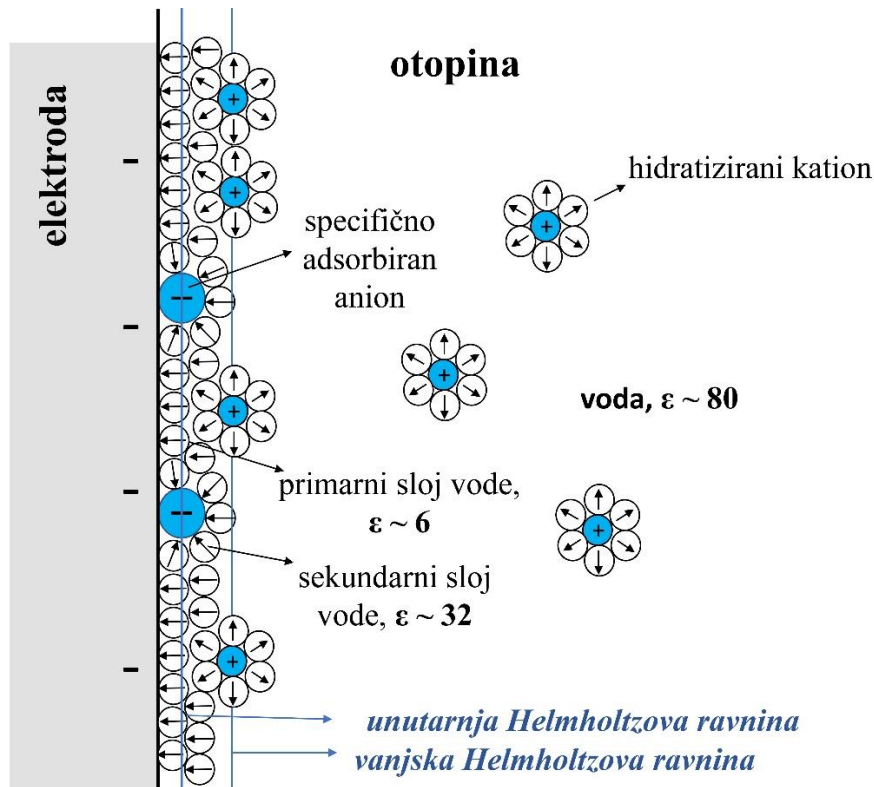 otopina
elektroda
hidratizirani kation
specifično
adsorbiran
anion
voda, ε ~ 80
primarni sloj vode,
ε ~ 6
sekundarni sloj
vode, ε ~ 32
unutarnja Helmholtzova ravnina
vanjska Helmholtzova ravnina